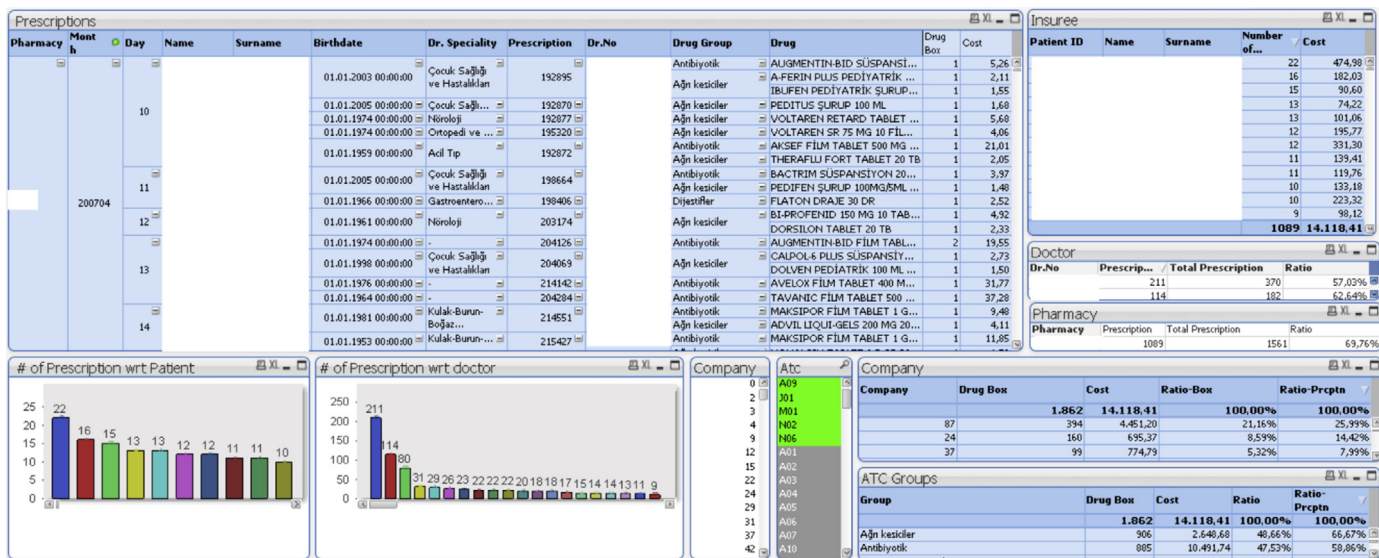 Prescriptions
XL
Pharmacy Month Day Name Surname Birthdate Dr. Speciality Prescription Dr.No Drug Group Drug Drug Box Cost
200704
10
01.01.2003 00:00:00 Çocuk Sağlığı ve Hastalıkları 192895 Antibiyotik AUGMENTIN-BID SÜSPANSİ... 1 5,26
Ağrı kesiciler A-FERIN PLUS PEDİYATRİK ... 1 2,11
IBUFEN PEDİYATRİK ŞURUP... 1 1,55
01.01.2005 00:00:00 Çocuk Sağlı... 192870 Ağrı kesiciler PEDITUS ŞURUP 100 ML 1 1,68
01.01.1974 00:00:00 Nöroloji 192877 Ağrı kesiciler VOLTAREN RETARD TABLET ... 1 5,68
01.01.1974 00:00:00 Ortopedi ve ... 195320 Ağrı kesiciler VOLTAREN SR 75 MG 10 FİL... 1 4,06
01.01.1959 00:00:00 Acil Tıp 192872 Antibiyotik AKSEF FİLM TABLET 500 MG ... 1 21,01
Ağrı kesiciler THERAFLU FORT TABLET 20 TB 1 2,05
11
01.01.2005 00:00:00 Çocuk Sağlığı ve Hastalıkları 198664 Antibiyotik BACTRIM SÜSPANSİYON 20... 1 3,97
Ağrı kesiciler PEDIFEN ŞURUP 100MG/5ML ... 1 1,48
01.01.1966 00:00:00 Gastroentero... 198406 Dijestifler FLATON DRAJE 30 DR 1 2,52
12
01.01.1961 00:00:00 Nöroloji 203174 Ağrı kesiciler BI-PROFENID 150 MG 10 TAB... 1 4,92
DORSILON TABLET 20 TB 1 2,33
13
01.01.1974 00:00:00 - 204126 Antibiyotik AUGMENTIN-BID FİLM TABL... 2 19,55
01.01.1998 00:00:00 Çocuk Sağlığı ve Hastalıkları 204069 Ağrı kesiciler CALPOL-6 PLUS SÜSPANSİY... 1 2,73
DOLVEN PEDİATRİK 100 ML ... 1 1,50
01.01.1976 00:00:00 - 214142 Antibiyotik AVELOX FİLM TABLET 400 M... 1 31,77
01.01.1964 00:00:00 - 204284 Antibiyotik TAVANIC FİLM TABLET 500 ... 1 37,28
14
01.01.1981 00:00:00 Kulak-Burun-Boğaz... 214551 Antibiyotik MAKSIPOR FİLM TABLET 1 G... 1 9,48
Ağrı kesiciler ADVIL LIQUI-GELS 200 MG 20... 1 4,11
01.01.1953 00:00:00 Kulak-Burun-... 215427 Antibiyotik MAKSIPOR FİLM TABLET 1 G... 1 11,85
Insuree
XL
Patient ID Name Surname Number of... Cost
22 474,98
16 182,03
15 90,60
13 74,22
13 101,06
12 195,77
12 331,30
11 139,41
11 119,76
10 133,18
10 223,32
9 98,12
1089 14.118,41
Doctor
XL
Dr.No Prescrip... Total Prescription Ratio
211 370 57,03%
114 182 62,64%
Pharmacy
XL
Pharmacy Prescription Total Prescription Ratio
1089 1561 69,76%
# of Prescription wrt Patient
XL
25
20
15
10
5
0
22 16 15 13 13 12 12 11 11 10
# of Prescription wrt doctor
XL
250
200
150
100
50
0
211 114 80 31 29 26 23 22 22 22 20 18 18 17 15 14 14 13 11 9
Company
0
2
3
4
9
12
15
22
24
29
31
37
42
Atc
A09
J01
M01
N02
N06
A01
A02
A03
A04
A05
A06
A07
A10
Company
XL
Company Drug Box Cost Ratio-Box Ratio-Prcptn
1.862 14.118,41 100,00% 100,00%
87 394 4.451,20 21,16% 25,99%
24 160 695,37 8,59% 14,42%
37 99 774,79 5,32% 7,99%
ATC Groups
XL
Group Drug Box Cost Ratio Ratio-Prcptn
1.862 14.118,41 100,00% 100,00%
Ağrı kesiciler 906 2.648,68 48,66% 66,67%
Antibiyotik 885 10.491,74 47,53% 58,86%